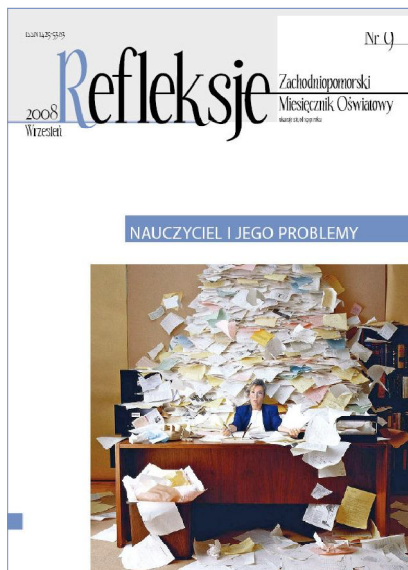 Nr 9
Refleksje
Zachodniopomorski
Miesięcznik Oświatowy
2008
Wrzesień
NAUCZYCIEL I JEGO PROBLEMY